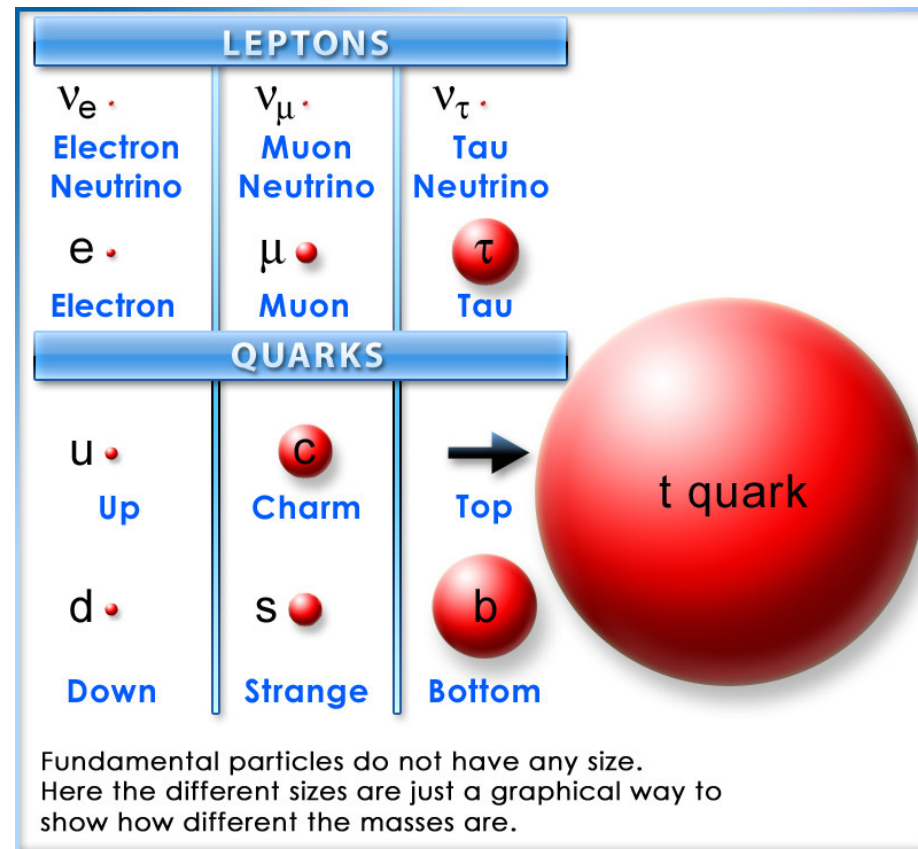 LEPTONS
νe νμ ντ
Electron Neutrino
Muon Neutrino
Tau Neutrino
e μ τ
Electron Muon Tau
QUARKS
u c
Up Charm Top
t quark
d s b
Down Strange Bottom
Fundamental particles do not have any size.
Here the different sizes are just a graphical way to
show how different the masses are.